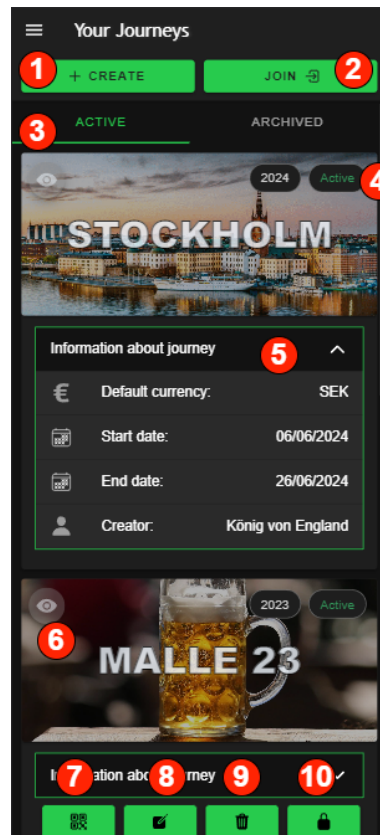 Your Journeys
1 + CREATE JOIN 2
3 ACTIVE ARCHIVED
2024 Active 4
STOCKHOLM
Information about journey 5
€ Default currency: SEK
Start date: 06/06/2024
End date: 26/06/2024
Creator: König von England
2023 Active
6
MALLE 23
7 8 9 10